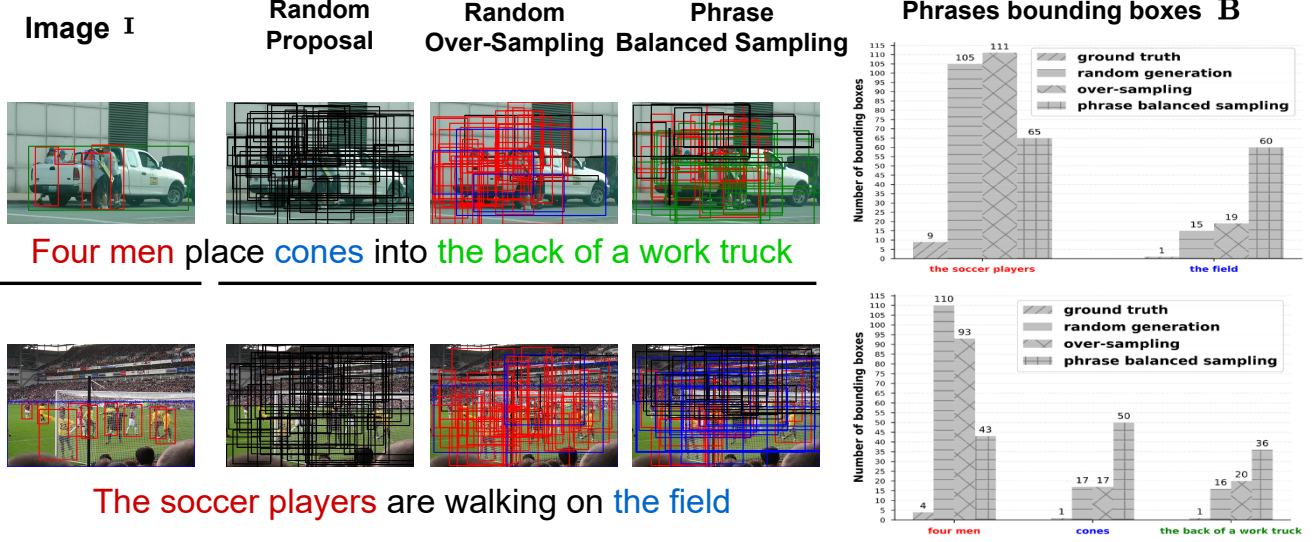 Image I
Random
Proposal
Random
Over-Sampling
Phrase
Balanced Sampling
Phrases bounding boxes B
Four men place cones into the back of a work truck
The soccer players are walking on the field
Number of bounding boxes
115
110
105
100
95
90
85
80
75
70
65
60
55
50
45
40
35
30
25
20
15
10
5
0
ground truth
random generation
over-sampling
phrase balanced sampling
9
105
111
65
1
15
19
60
the soccer players
the field
Number of bounding boxes
115
110
105
100
95
90
85
80
75
70
65
60
55
50
45
40
35
30
25
20
15
10
5
0
ground truth
random generation
over-sampling
phrase balanced sampling
4
110
93
43
1
17
17
50
1
16
20
36
four men
cones
the back of a work truck